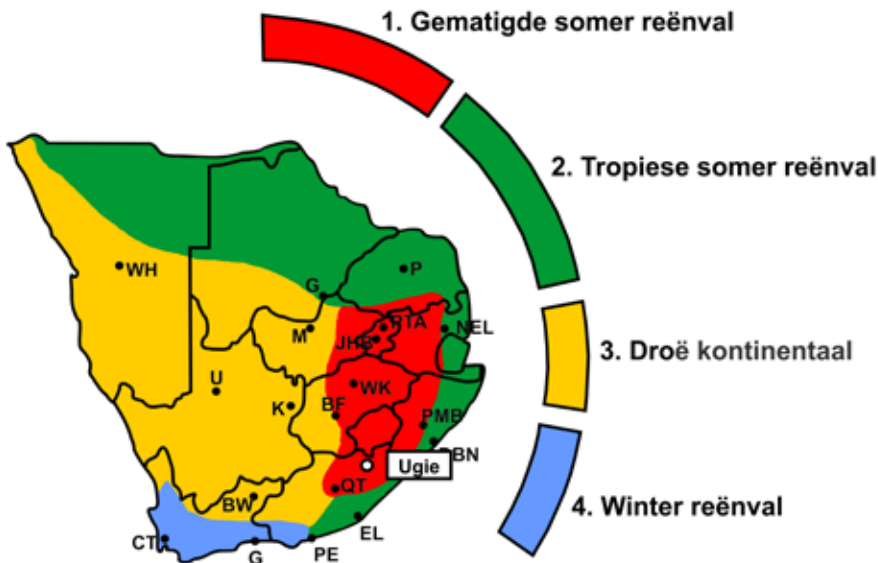 1. Gematigde somer reënval
2. Tropiese somer reënval
WH
P
G
PTA
NEL
M
JHB
3. Droë kontinentaal
U
WK
K
BF
PMB
DBN
Ugie
QT
BW
4. Winter reënval
EL
CT
G
PE